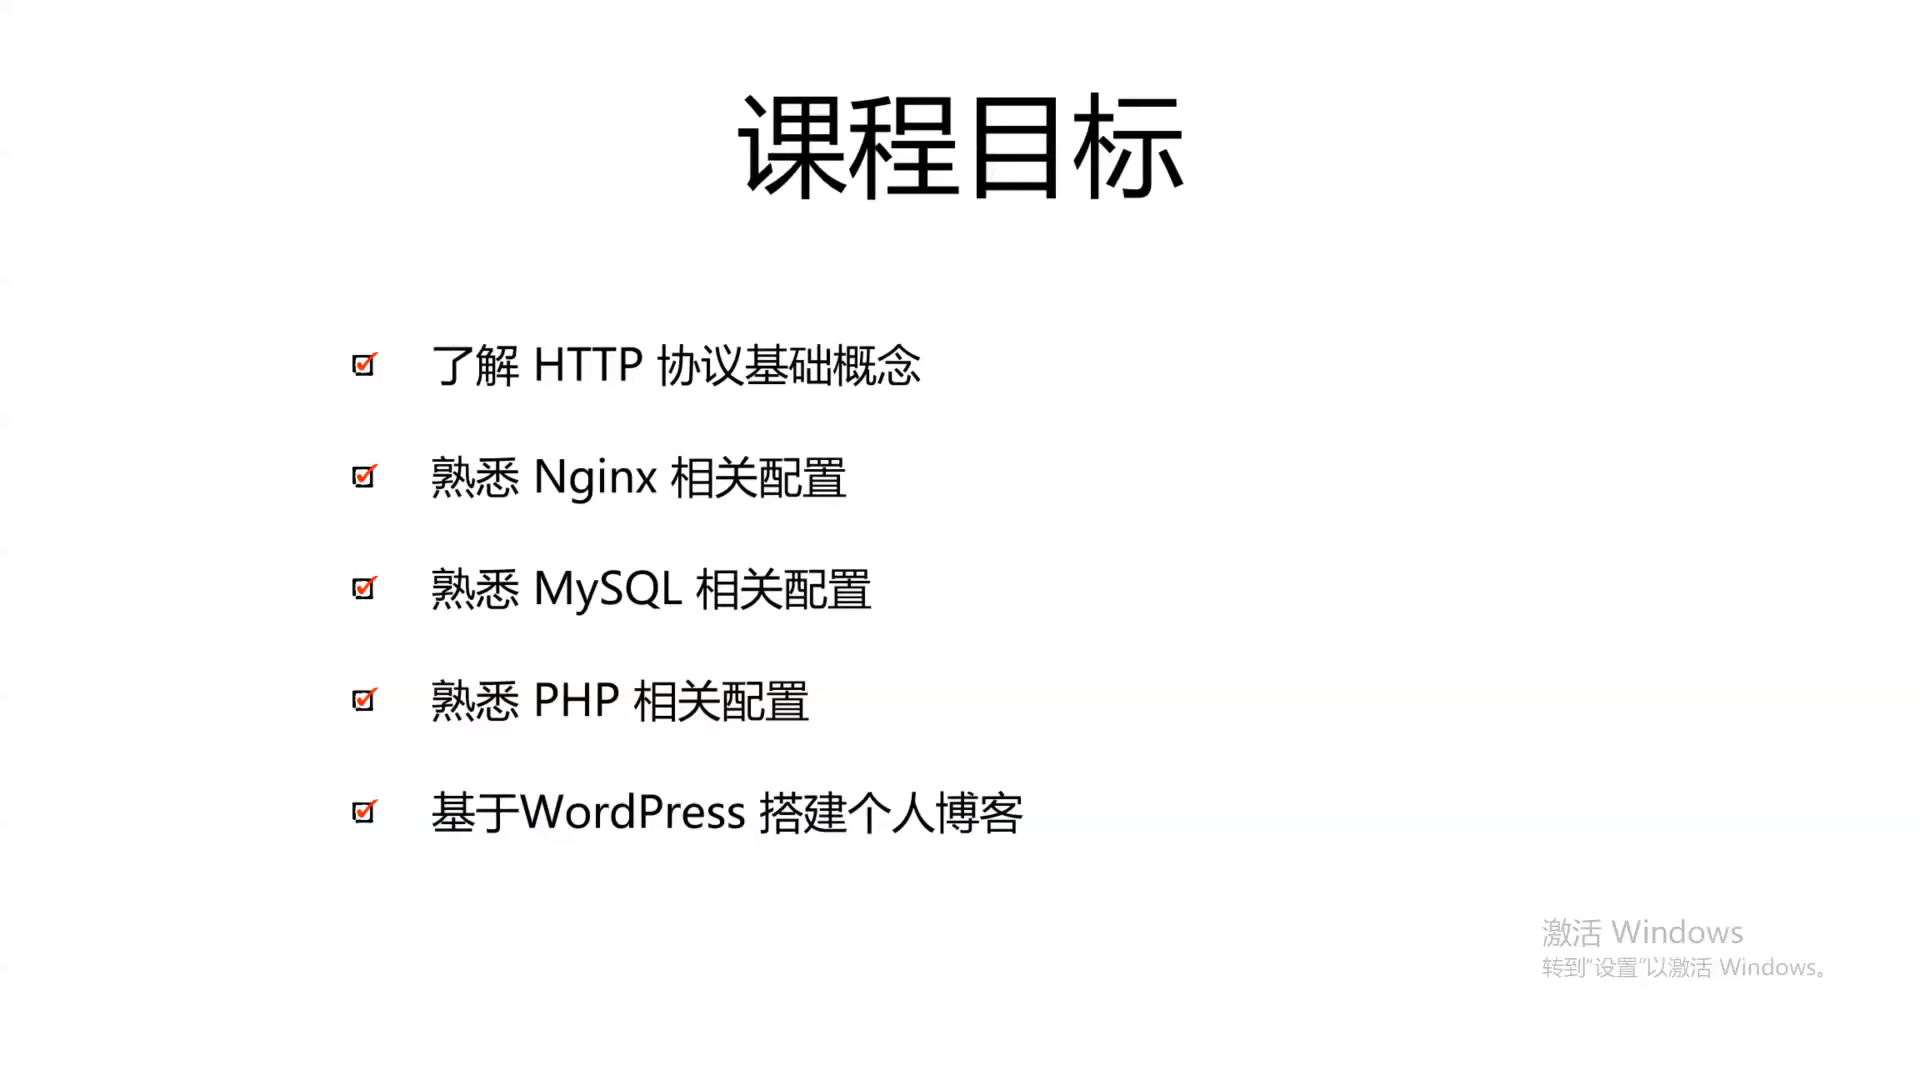 课程目标
了解 HTTP 协议基础概念
熟悉 Nginx 相关配置
熟悉 MySQL 相关配置
熟悉 PHP 相关配置
基于WordPress 搭建个人博客
激活 Windows
转到“设置”以激活 Windows。